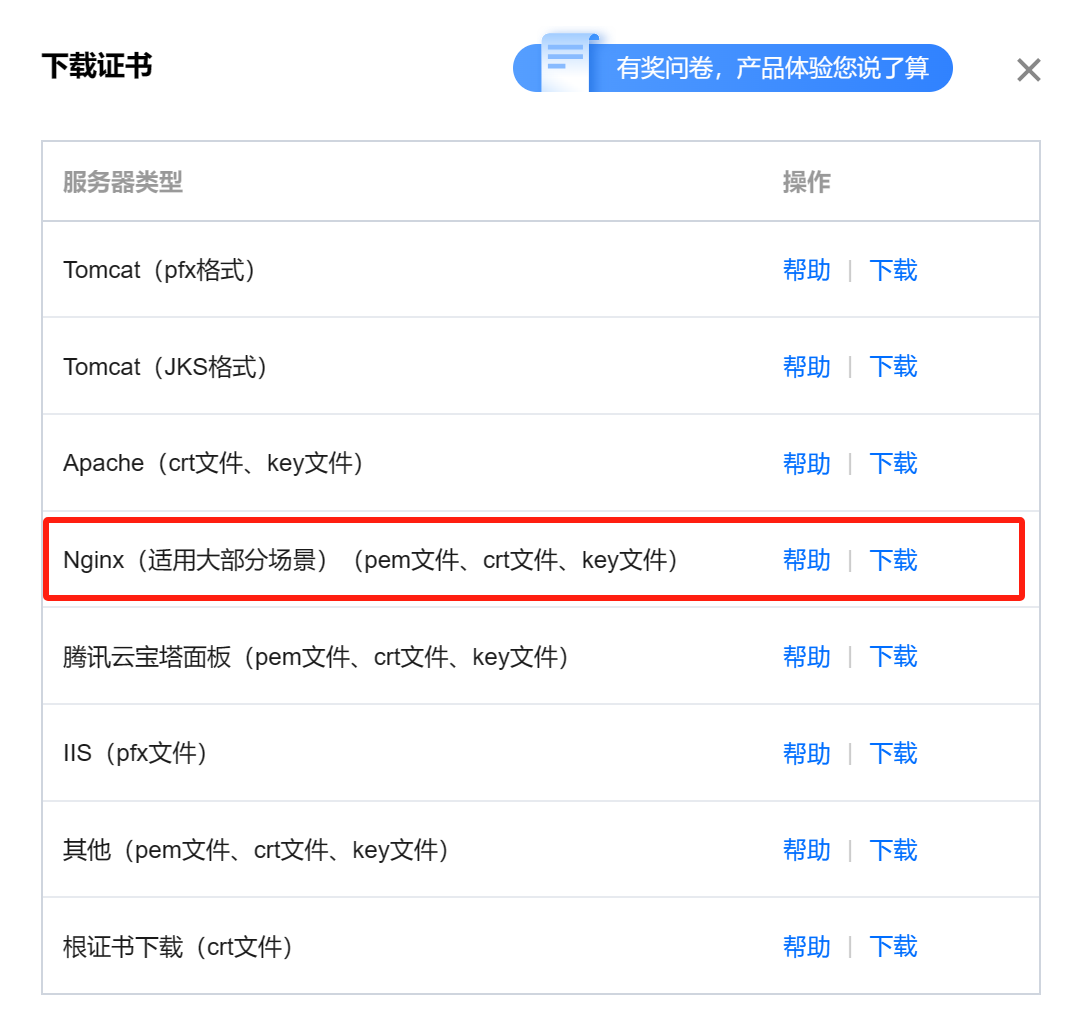 下载证书
有奖问卷，产品体验您说了算
服务器类型 操作
Tomcat（pfx格式） 帮助 | 下载
Tomcat（JKS格式） 帮助 | 下载
Apache（crt文件、key文件） 帮助 | 下载
Nginx（适用大部分场景）（pem文件、crt文件、key文件） 帮助 | 下载
腾讯云宝塔面板（pem文件、crt文件、key文件） 帮助 | 下载
IIS（pfx文件） 帮助 | 下载
其他（pem文件、crt文件、key文件） 帮助 | 下载
根证书下载（crt文件） 帮助 | 下载